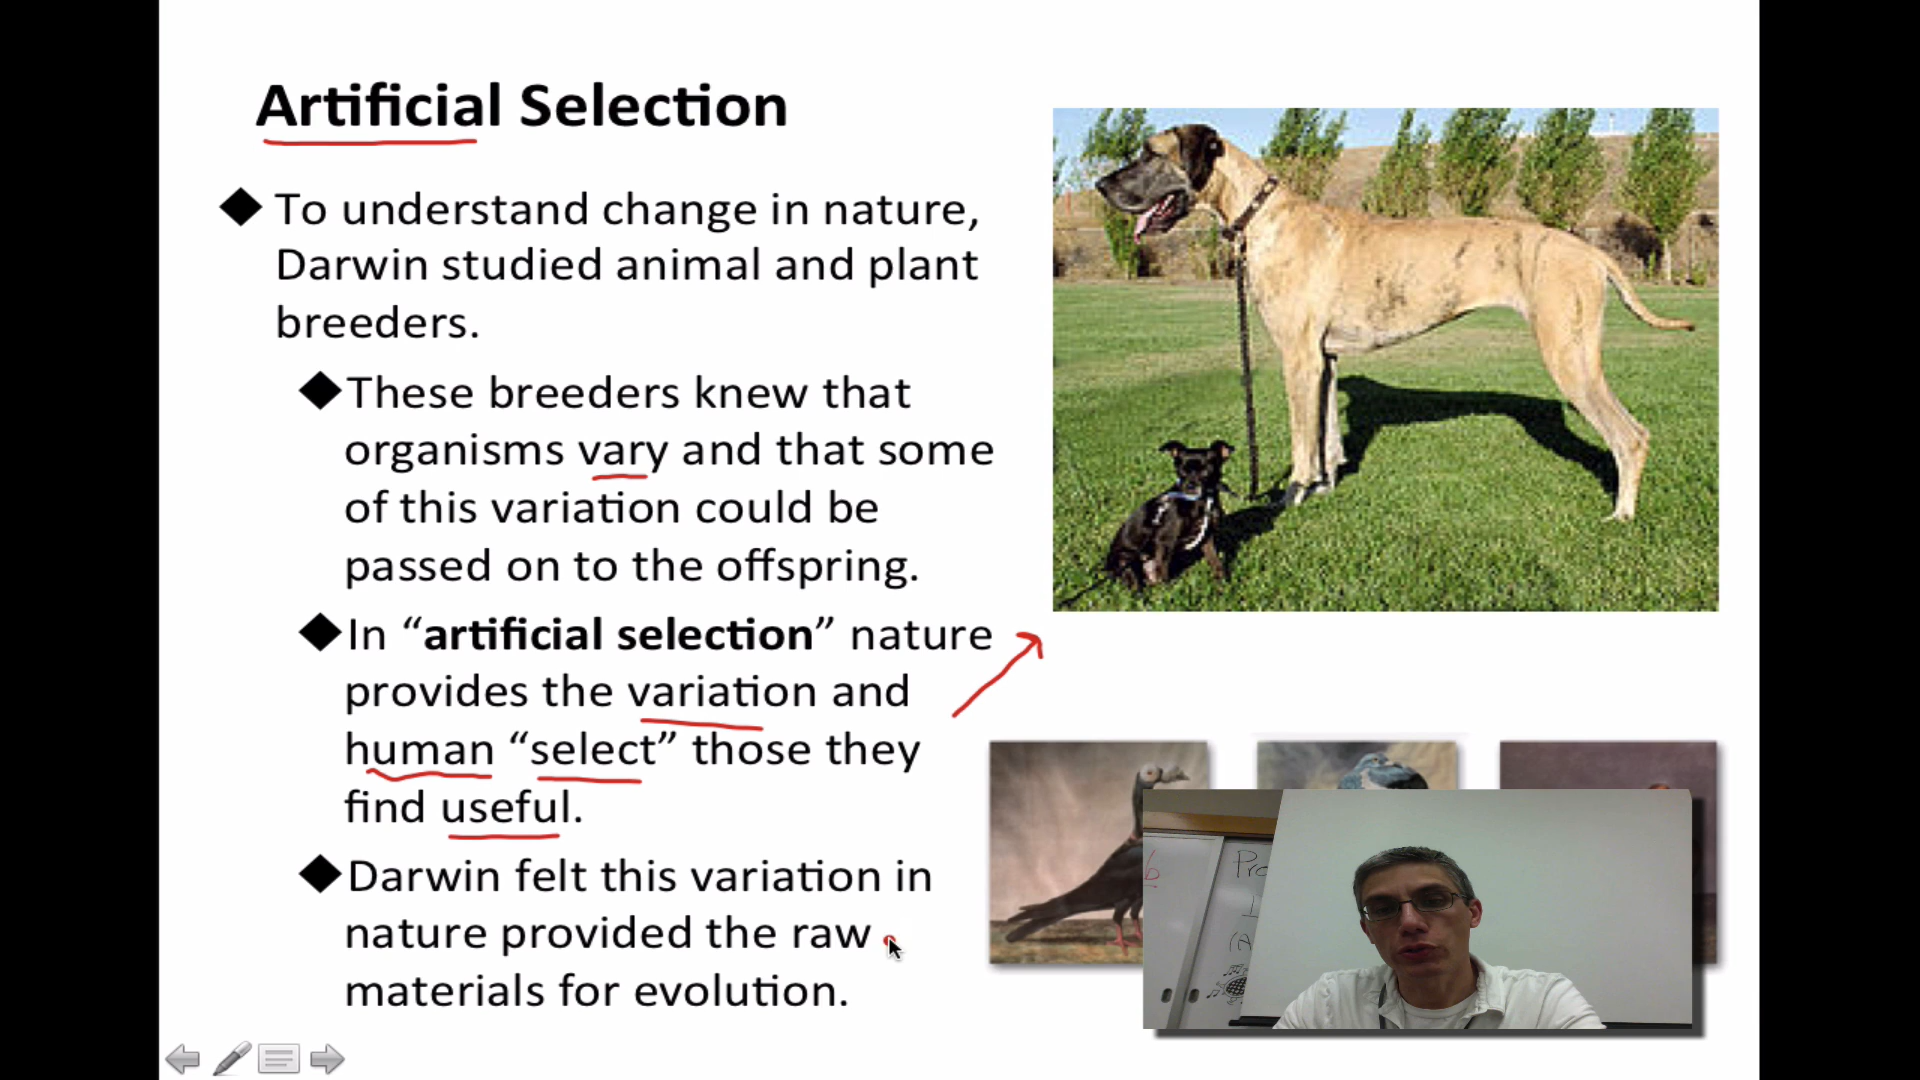 Artificial Selection
To understand change in nature,
Darwin studied animal and plant
breeders.
These breeders knew that
organisms vary and that some
of this variation could be
passed on to the offspring.
In “artificial selection” nature
provides the variation and
human “select” those they
find useful.
Darwin felt this variation in
nature provided the raw
materials for evolution.